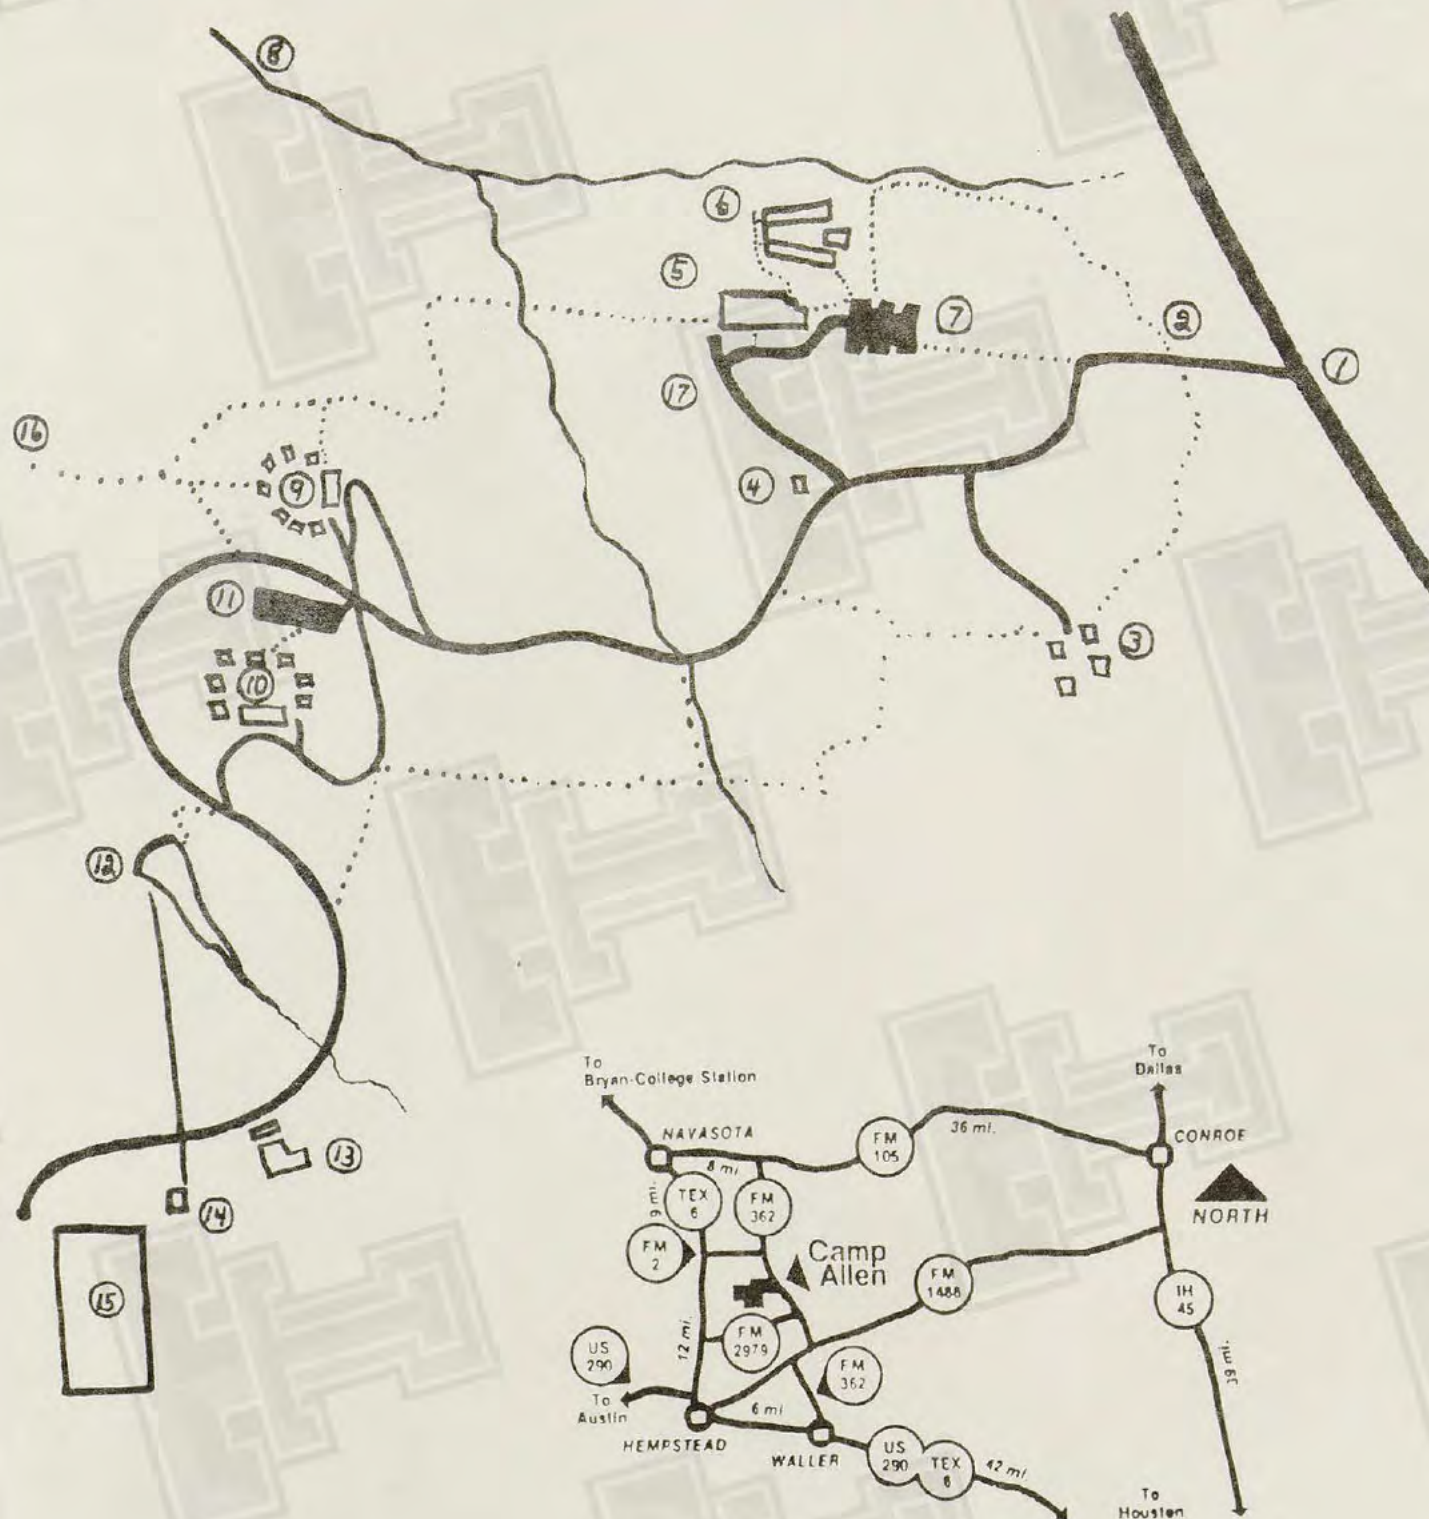 8
6
5
7
2
1
17
16
4
9
11
3
10
12
13
14
15
To
Bryan-College Station
To
Dallas
NAVASOTA
FM
105
36 mi.
CONROE
8 mi
9 mi.
TEX
6
FM
362
NORTH
FM
2
Camp
Allen
FM
1488
IH
45
12 mi.
FM
2979
US
290
FM
362
39 mi.
To
Austin
6 mi
HEMPSTEAD
WALLER
US
290
TEX
6
42 mi.
To
Houston